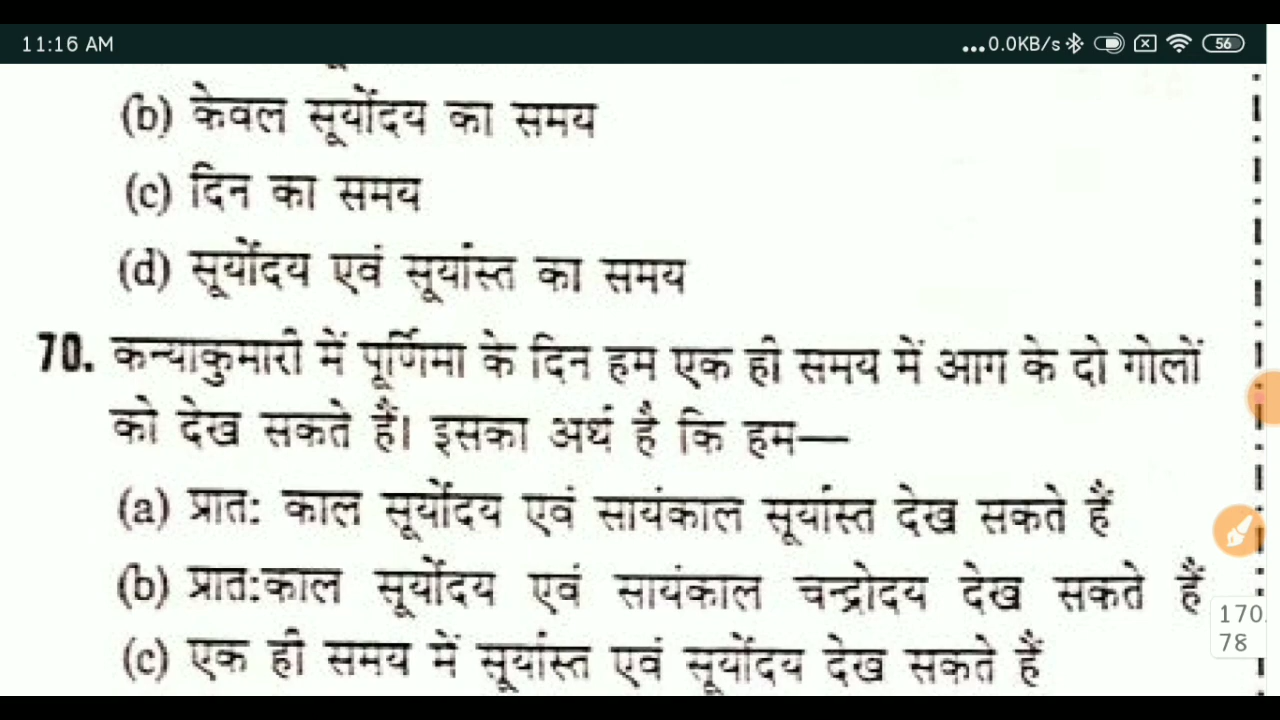 11:16 AM
...0.0KB/s 56
(b) केवल सूर्योदय का समय
(c) दिन का समय
(d) सूर्योदय एवं सूर्यास्त का समय
70. कन्याकुमारी में पूर्णिमा के दिन हम एक ही समय में आग के दो गोलों
को देख सकते हैं। इसका अर्थ है कि हम—
(a) प्रात: काल सूर्योदय एवं सायंकाल सूर्यास्त देख सकते हैं
(b) प्रात:काल सूर्योदय एवं सायंकाल चन्द्रोदय देख सकते हैं
(c) एक ही समय में सूर्यास्त एवं सूर्योदय देख सकते हैं
170
78